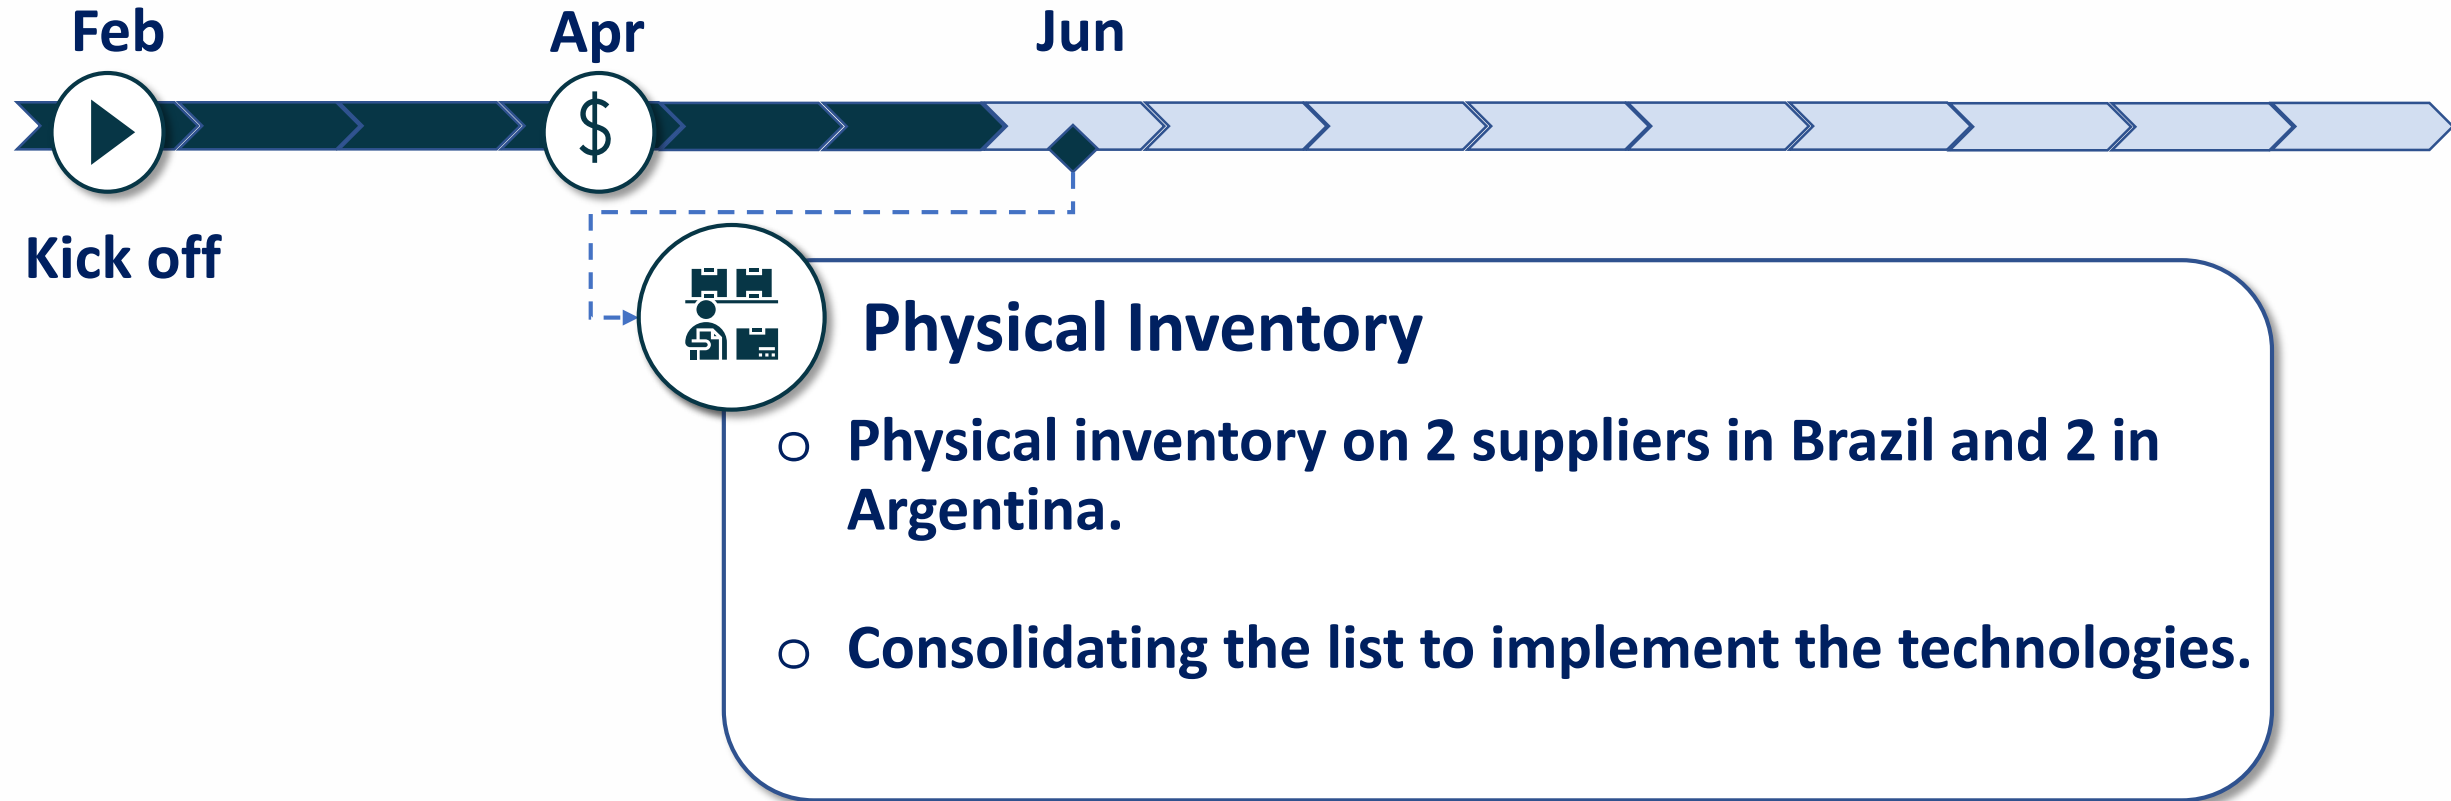 Feb
Apr
Jun
$
Kick off
Physical Inventory
o Physical inventory on 2 suppliers in Brazil and 2 in
Argentina.
o Consolidating the list to implement the technologies.